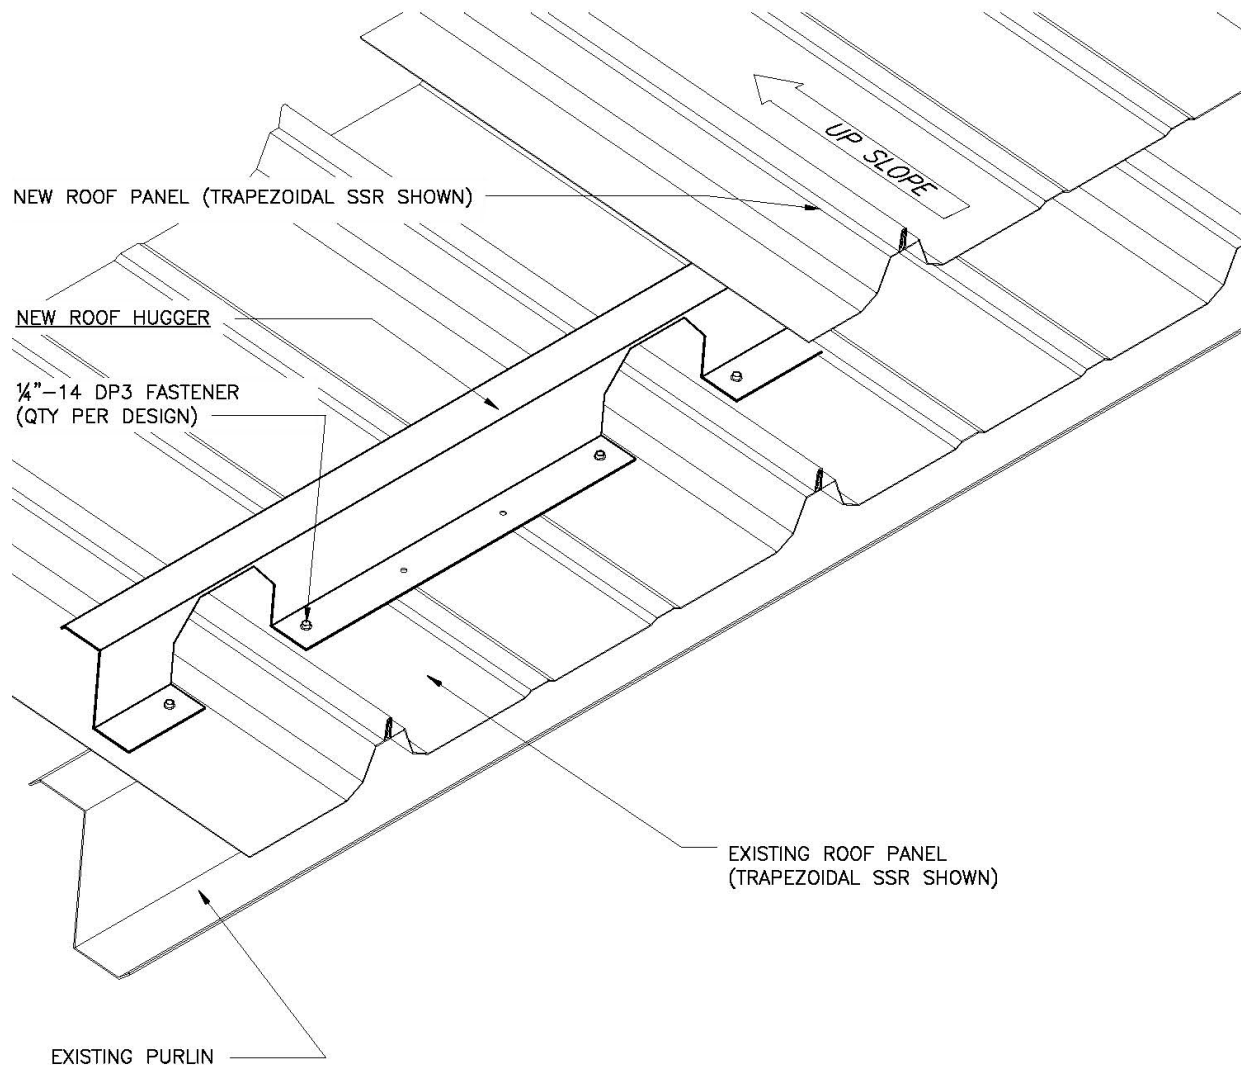 UP SLOPE
NEW ROOF PANEL (TRAPEZOIDAL SSR SHOWN)
NEW ROOF HUGGER
¼"-14 DP3 FASTENER
(QTY PER DESIGN)
EXISTING ROOF PANEL
(TRAPEZOIDAL SSR SHOWN)
EXISTING PURLIN